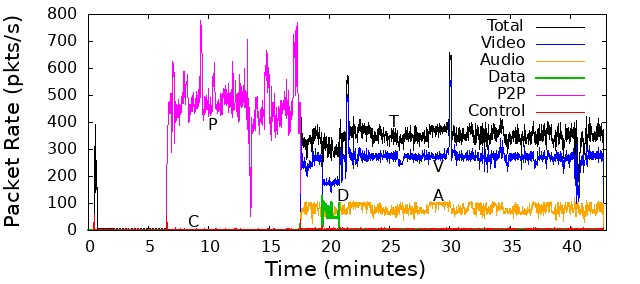 Packet Rate (pkts/s)
800
700
600
500
400
300
200
100
0
Total
Video
Audio
Data
P2P
Control
P
T
V
D
A
C
0 5 10 15 20 25 30 35 40
Time (minutes)